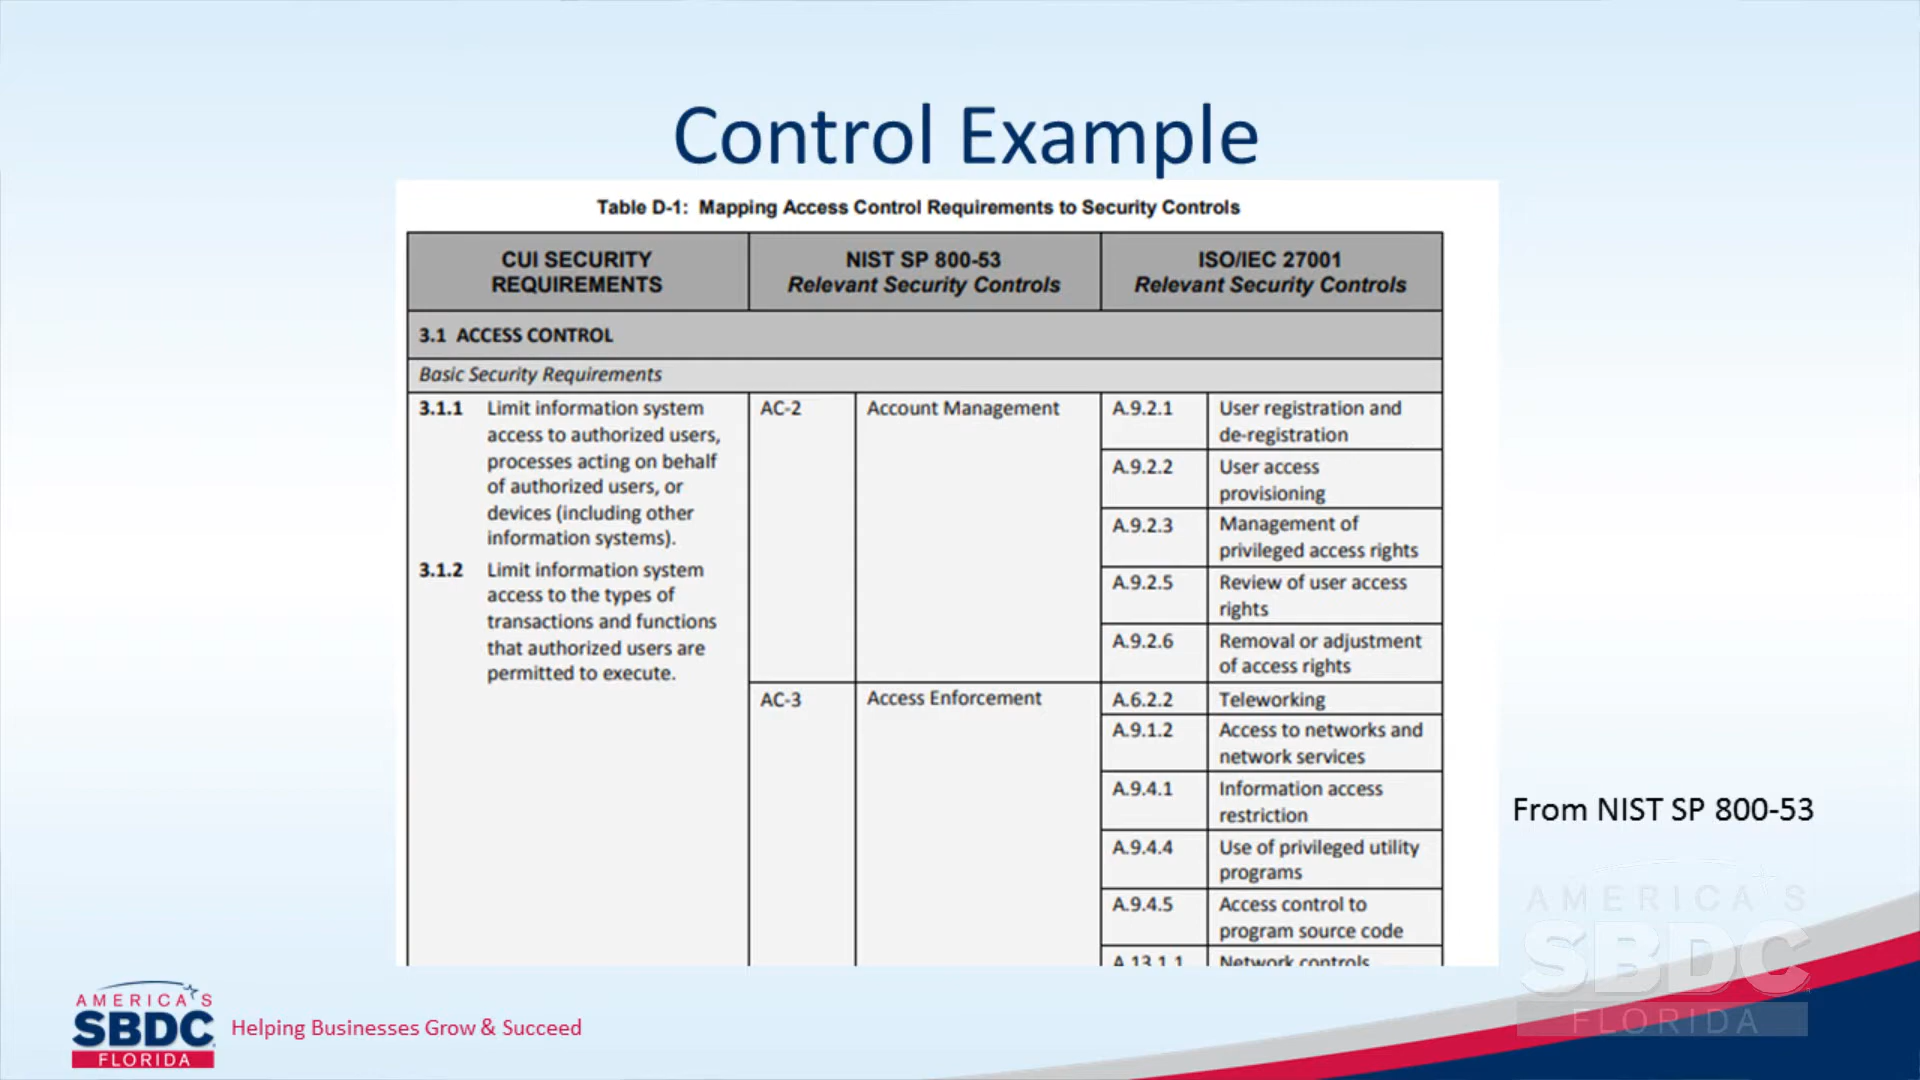 Control Example
Table D-1: Mapping Access Control Requirements to Security Controls
CUI SECURITY
REQUIREMENTS
NIST SP 800-53
Relevant Security Controls
ISO/IEC 27001
Relevant Security Controls
3.1 ACCESS CONTROL
Basic Security Requirements
3.1.1 Limit information system
access to authorized users,
processes acting on behalf
of authorized users, or
devices (including other
information systems).
3.1.2 Limit information system
access to the types of
transactions and functions
that authorized users are
permitted to execute.
AC-2 Account Management
A.9.2.1 User registration and
de-registration
A.9.2.2 User access
provisioning
A.9.2.3 Management of
privileged access rights
A.9.2.5 Review of user access
rights
A.9.2.6 Removal or adjustment
of access rights
AC-3 Access Enforcement
A.6.2.2 Teleworking
A.9.1.2 Access to networks and
network services
A.9.4.1 Information access
restriction
A.9.4.4 Use of privileged utility
programs
A.9.4.5 Access control to
program source code
A.13.1.1 Network controls
From NIST SP 800-53
AMERICA'S
SBDC
FLORIDA
Helping Businesses Grow & Succeed
AMERICA'S
SBDC
FLORIDA